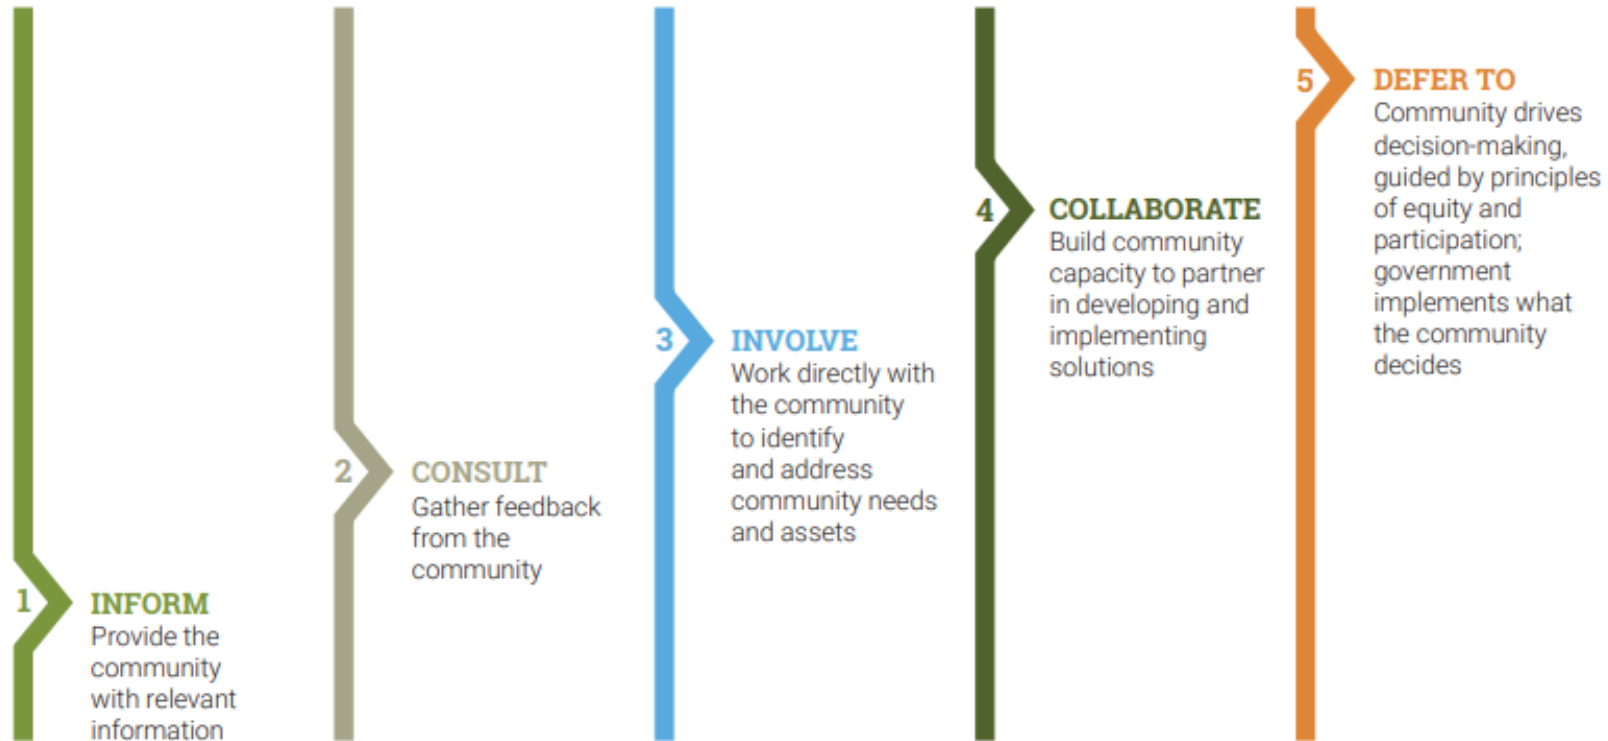 1
INFORM
Provide the
community
with relevant
information
2
CONSULT
Gather feedback
from the
community
3
INVOLVE
Work directly with
the community
to identify
and address
community needs
and assets
4
COLLABORATE
Build community
capacity to partner
in developing and
implementing
solutions
5
DEFER TO
Community drives
decision-making,
guided by principles
of equity and
participation;
government
implements what
the community
decides